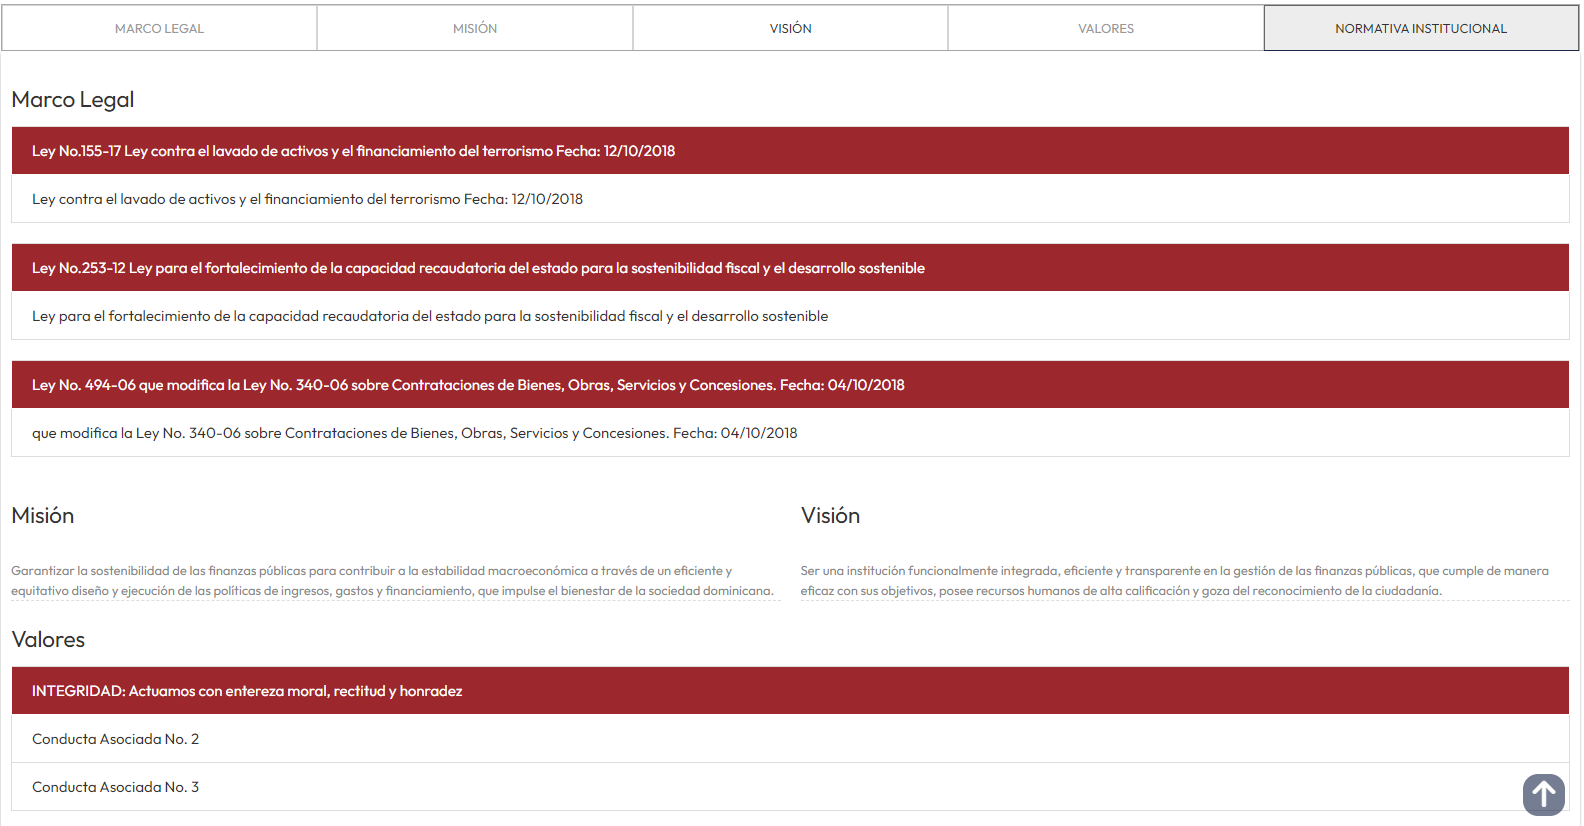 MARCO LEGAL
MISIÓN
VISIÓN
VALORES
NORMATIVA INSTITUCIONAL
Marco Legal
Ley No.155-17 Ley contra el lavado de activos y el financiamiento del terrorismo Fecha: 12/10/2018
Ley contra el lavado de activos y el financiamiento del terrorismo Fecha: 12/10/2018
Ley No.253-12 Ley para el fortalecimiento de la capacidad recaudatoria del estado para la sostenibilidad fiscal y el desarrollo sostenible
Ley para el fortalecimiento de la capacidad recaudatoria del estado para la sostenibilidad fiscal y el desarrollo sostenible
Ley No. 494-06 que modifica la Ley No. 340-06 sobre Contrataciones de Bienes, Obras, Servicios y Concesiones. Fecha: 04/10/2018
que modifica la Ley No. 340-06 sobre Contrataciones de Bienes, Obras, Servicios y Concesiones. Fecha: 04/10/2018
Misión
Garantizar la sostenibilidad de las finanzas públicas para contribuir a la estabilidad macroeconómica a través de un eficiente y
equitativo diseño y ejecución de las políticas de ingresos, gastos y financiamiento, que impulse el bienestar de la sociedad dominicana.
Visión
Ser una institución funcionalmente integrada, eficiente y transparente en la gestión de las finanzas públicas, que cumple de manera
eficaz con sus objetivos, posee recursos humanos de alta calificación y goza del reconocimiento de la ciudadanía.
Valores
INTEGRIDAD: Actuamos con entereza moral, rectitud y honradez
Conducta Asociada No. 2
Conducta Asociada No. 3